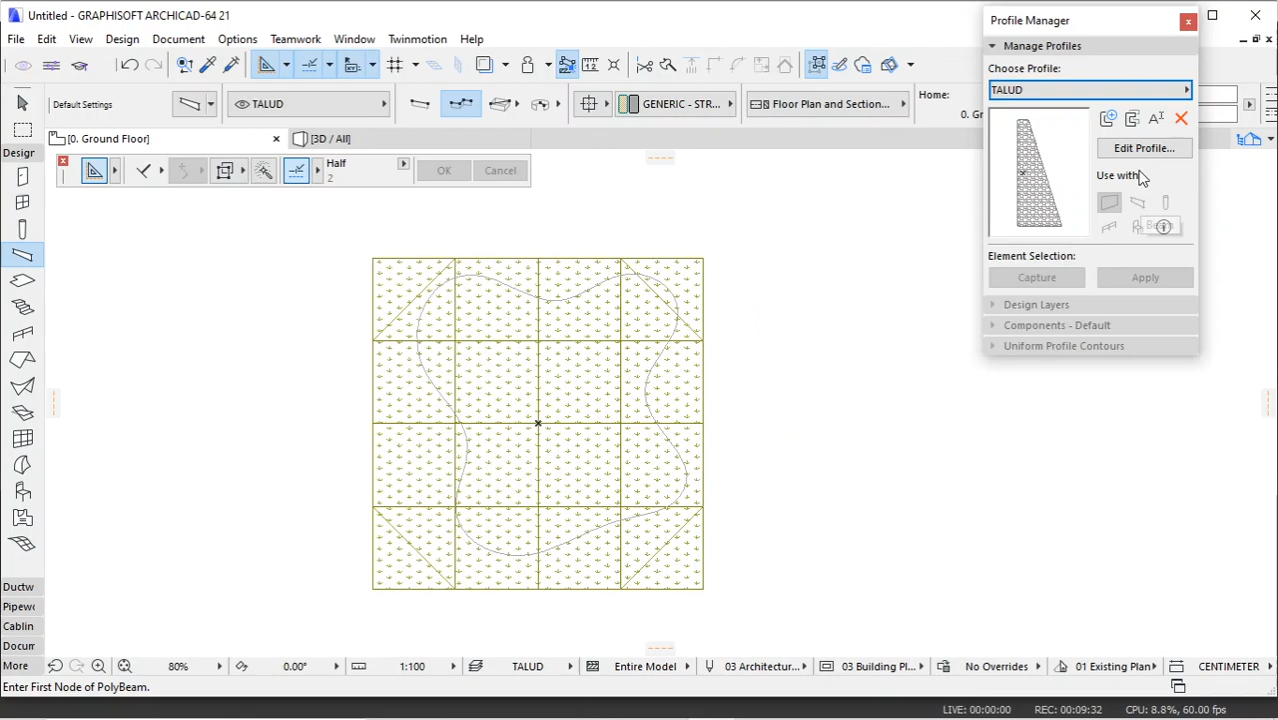 Untitled - GRAPHISOFT ARCHICAD-64 21
File Edit View Design Document Options Teamwork Window Twinmotion Help
Default Settings
TALUD
GENERIC - STR...
Floor Plan and Section...
Home:
0. Gr
[0. Ground Floor]
[3D / All]
Half
2
OK
Cancel
Profile Manager
Manage Profiles
Choose Profile:
TALUD
Edit Profile...
Use with
Element Selection:
Capture
Apply
Design Layers
Components - Default
Uniform Profile Contours
Design
Ductw
Pipew
Cablin
Docum
More
80%
0.00°
1:100
TALUD
Entire Model
03 Architectur...
03 Building Pl...
No Overrides
01 Existing Plan
CENTIMETER
Enter First Node of PolyBeam.
LIVE: 00:00:00
REC: 00:09:32
CPU: 8.8%, 60.00 fps